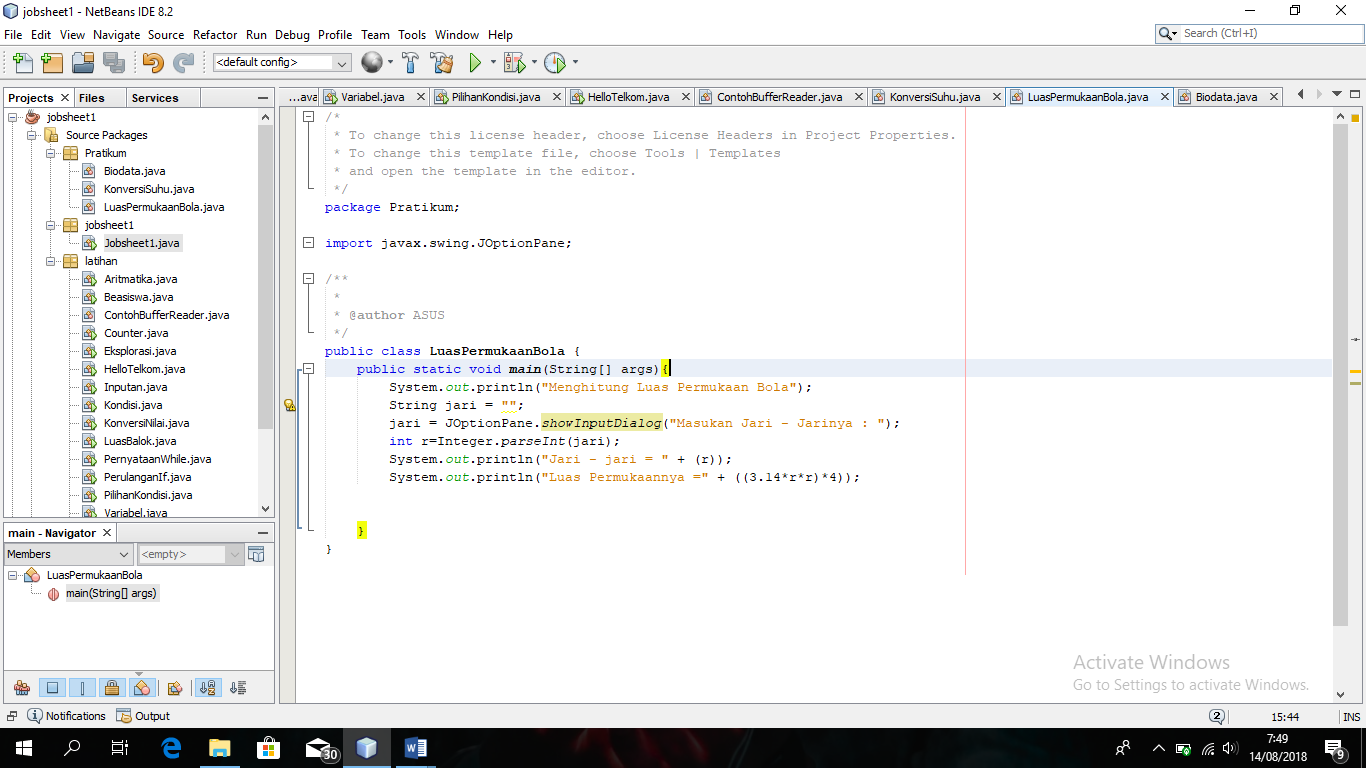 jobsheet1 - NetBeans IDE 8.2
File Edit View Navigate Source Refactor Run Debug Profile Team Tools Window Help
Search (Ctrl+I)
<default config>
Projects Files Services
...ava Variabel.java PilihanKondisi.java HelloTelkom.java ContohBufferReader.java KonversiSuhu.java LuasPermukaanBola.java Biodata.java
jobsheet1
Source Packages
Pratikum
Biodata.java
KonversiSuhu.java
LuasPermukaanBola.java
jobsheet1
Jobsheet1.java
latihan
Aritmatika.java
Beasiswa.java
ContohBufferReader.java
Counter.java
Eksplorasi.java
HelloTelkom.java
Inputan.java
Kondisi.java
KonversiNilai.java
LuasBalok.java
PernyataanWhile.java
PerulanganIf.java
PilihanKondisi.java
Variabel.java
main - Navigator
Members
<empty>
LuasPermukaanBola
main(String[] args)
/*
* To change this license header, choose License Headers in Project Properties.
* To change this template file, choose Tools | Templates
* and open the template in the editor.
*/
package Pratikum;
import javax.swing.JOptionPane;
/**
*
* @author ASUS
*/
public class LuasPermukaanBola {
public static void main(String[] args){
System.out.println("Menghitung Luas Permukaan Bola");
String jari = "";
jari = JOptionPane.showInputDialog("Masukan Jari - Jarinya : ");
int r=Integer.parseInt(jari);
System.out.println("Jari - jari = " + (r));
System.out.println("Luas Permukaannya =" + ((3.14*r*r)*4));
}
}
Activate Windows
Go to Settings to activate Windows.
Notifications Output
2
15:44 INS
30
7:49
14/08/2018
9